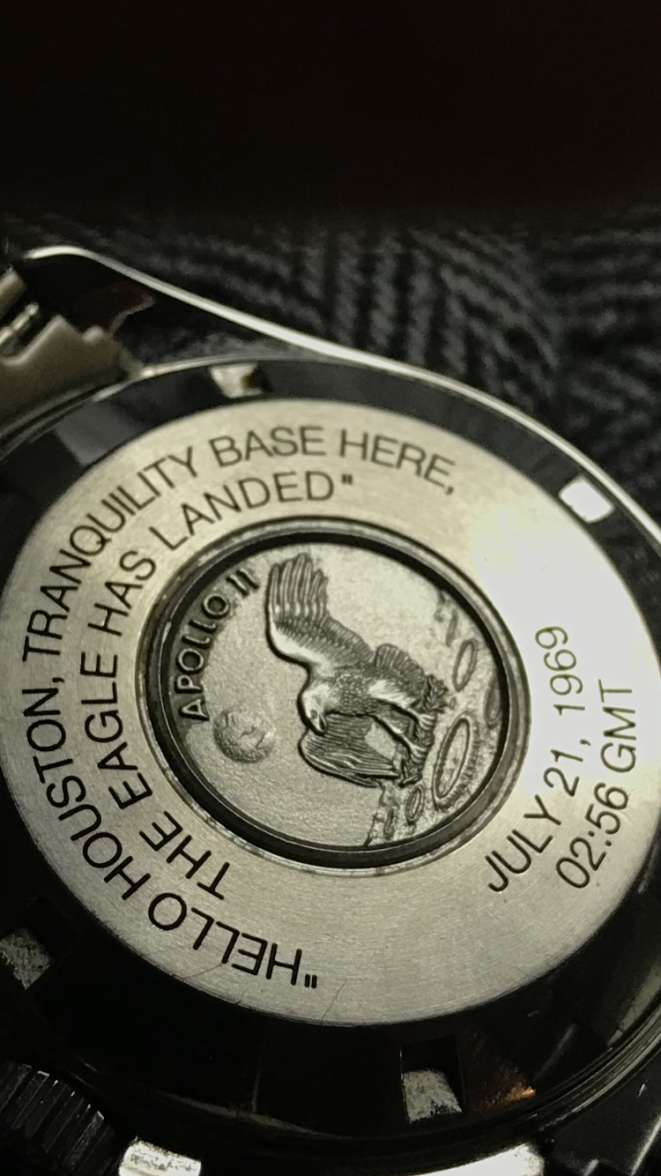 "HELLO HOUSTON, TRANQUILITY BASE HERE,
THE EAGLE HAS LANDED"
APOLLO 11
JULY 21, 1969
02:56 GMT